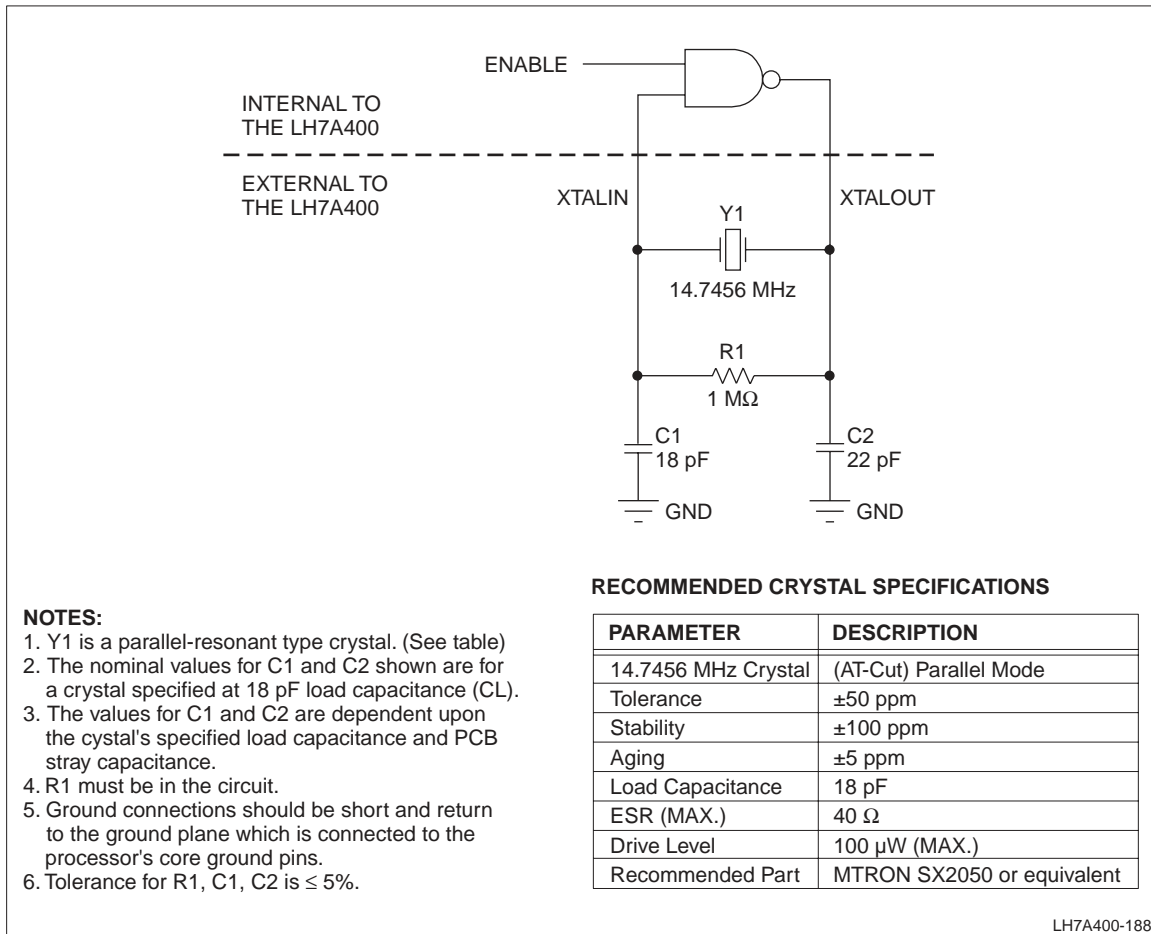 ENABLE
INTERNAL TO
THE LH7A400
EXTERNAL TO
THE LH7A400
XTALIN
XTALOUT
Y1
14.7456 MHz
R1
1 MΩ
C1
18 pF
C2
22 pF
GND
GND
NOTES:
1. Y1 is a parallel-resonant type crystal. (See table)
2. The nominal values for C1 and C2 shown are for
a crystal specified at 18 pF load capacitance (CL).
3. The values for C1 and C2 are dependent upon
the cystal's specified load capacitance and PCB
stray capacitance.
4. R1 must be in the circuit.
5. Ground connections should be short and return
to the ground plane which is connected to the
processor's core ground pins.
6. Tolerance for R1, C1, C2 is ≤ 5%.
RECOMMENDED CRYSTAL SPECIFICATIONS
PARAMETER DESCRIPTION
14.7456 MHz Crystal (AT-Cut) Parallel Mode
Tolerance ±50 ppm
Stability ±100 ppm
Aging ±5 ppm
Load Capacitance 18 pF
ESR (MAX.) 40 Ω
Drive Level 100 µW (MAX.)
Recommended Part MTRON SX2050 or equivalent
LH7A400-188